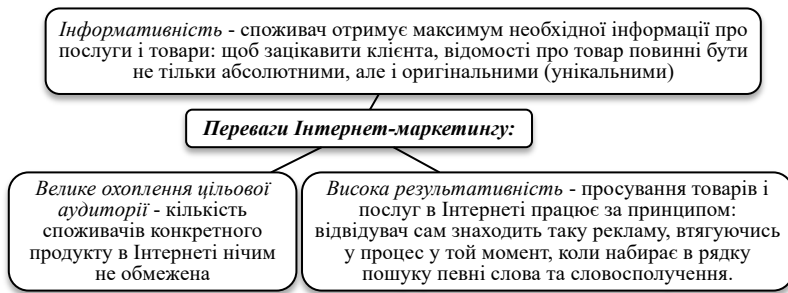 Інформативність - споживач отримує максимум необхідної інформації про
послуги і товари: щоб зацікавити клієнта, відомості про товар повинні бути
не тільки абсолютними, але і оригінальними (унікальними)
Переваги Інтернет-маркетингу:
Велике охоплення цільової
аудиторії - кількість
споживачів конкретного
продукту в Інтернеті нічим
не обмежена
Висока результативність - просування товарів і
послуг в Інтернеті працює за принципом:
відвідувач сам знаходить таку рекламу, втягуючись
у процес у той момент, коли набирає в рядку
пошуку певні слова та словосполучення.